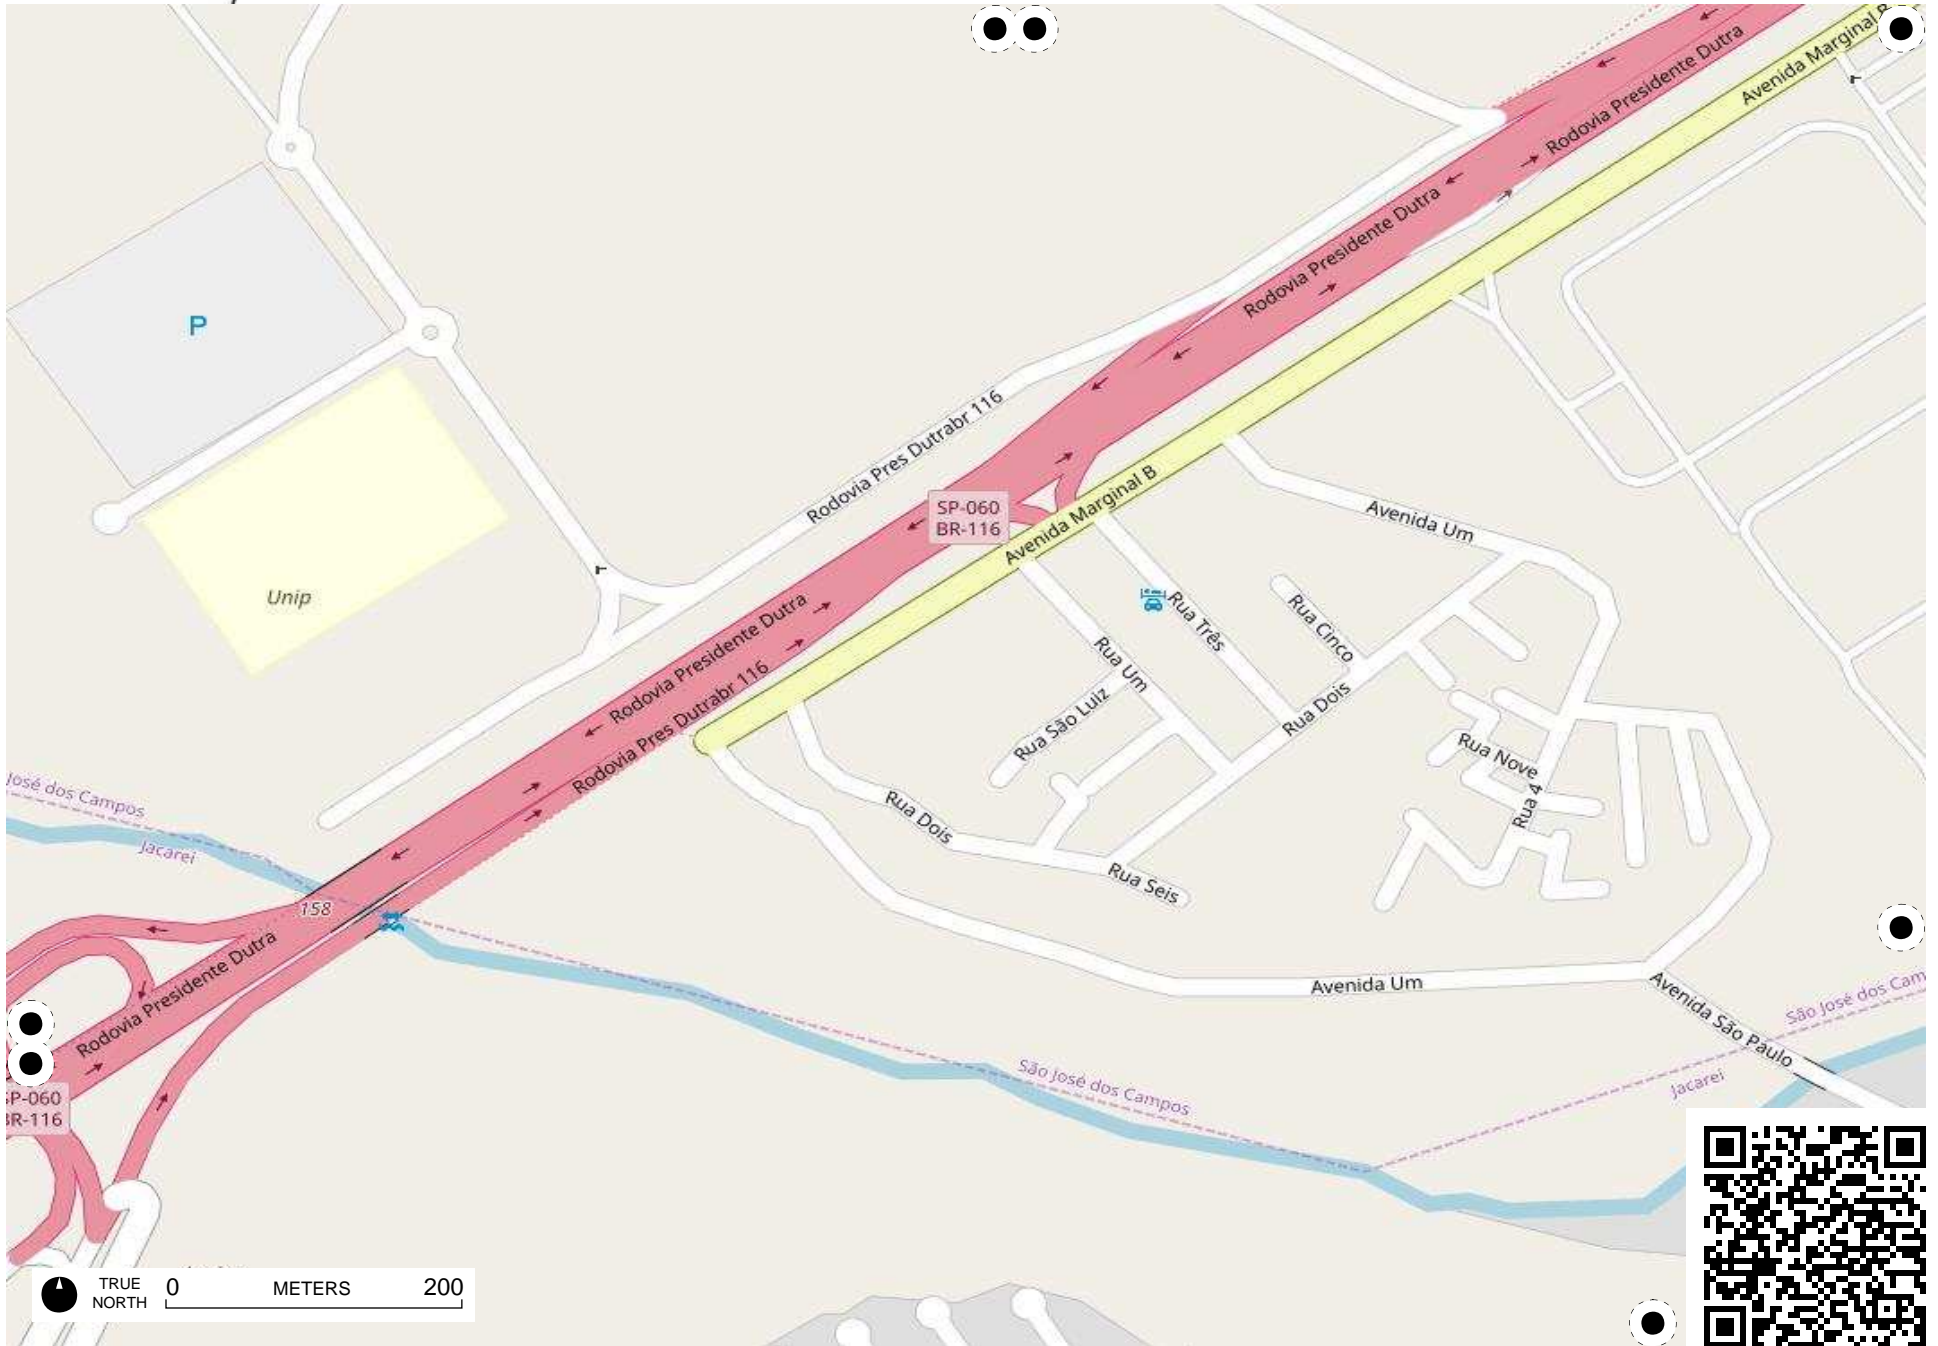 Rodovia Presidente Dutra
Avenida Marginal B
Avenida Marginal B
Rodovia Presidente Dutra
P
Rodovia Pres Dutrabr 116
SP-060
BR-116
Avenida Marginal B
Avenida Um
Unip
Rodovia Presidente Dutra
Rodovia Pres Dutrabr 116
Rua Três
Rua Cinco
Rua Um
Rua São Luiz
Rua Dois
Rua Nove
Rua 4
José dos Campos
Jacareí
Rua Dois
Rua Seis
158
Rodovia Presidente Dutra
Avenida Um
Avenida São Paulo
São José dos Cam
São José dos Campos
Jacareí
SP-060
BR-116
TRUE
NORTH
0 METERS 200